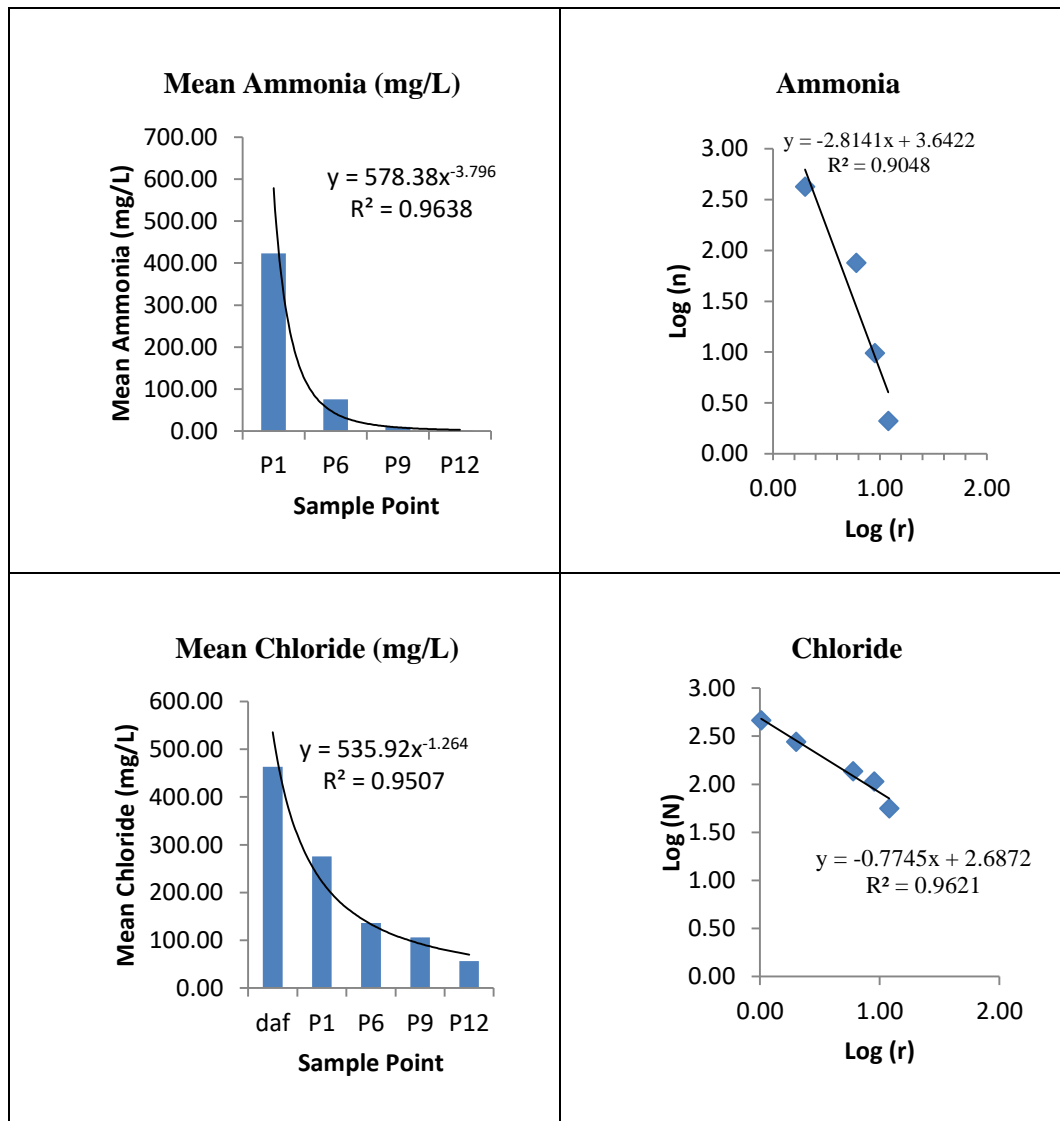 Mean Ammonia (mg/L)
y = 578.38x-3.796
R² = 0.9638
Mean Ammonia (mg/L)
700.00
600.00
500.00
400.00
300.00
200.00
100.00
0.00
P1 P6 P9 P12
Sample Point
Ammonia
y = -2.8141x + 3.6422
R² = 0.9048
Log (n)
3.00
2.50
2.00
1.50
1.00
0.50
0.00
0.00 1.00 2.00
Log (r)
Mean Chloride (mg/L)
y = 535.92x-1.264
R² = 0.9507
Mean Chloride (mg/L)
600.00
500.00
400.00
300.00
200.00
100.00
0.00
daf P1 P6 P9 P12
Sample Point
Chloride
Log (N)
3.00
2.50
2.00
1.50
1.00
0.50
0.00
y = -0.7745x + 2.6872
R² = 0.9621
0.00 1.00 2.00
Log (r)